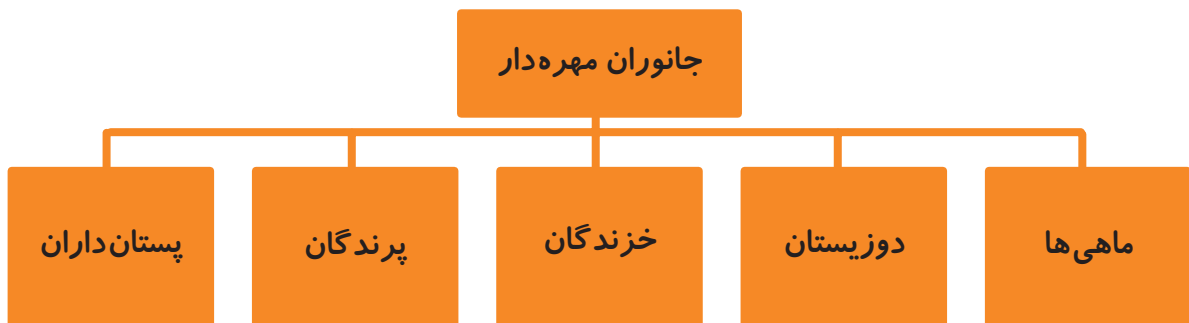 جانوران مهره‌دار
ماهی‌ها
دوزیستان
خزندگان
پرندگان
پستان‌داران